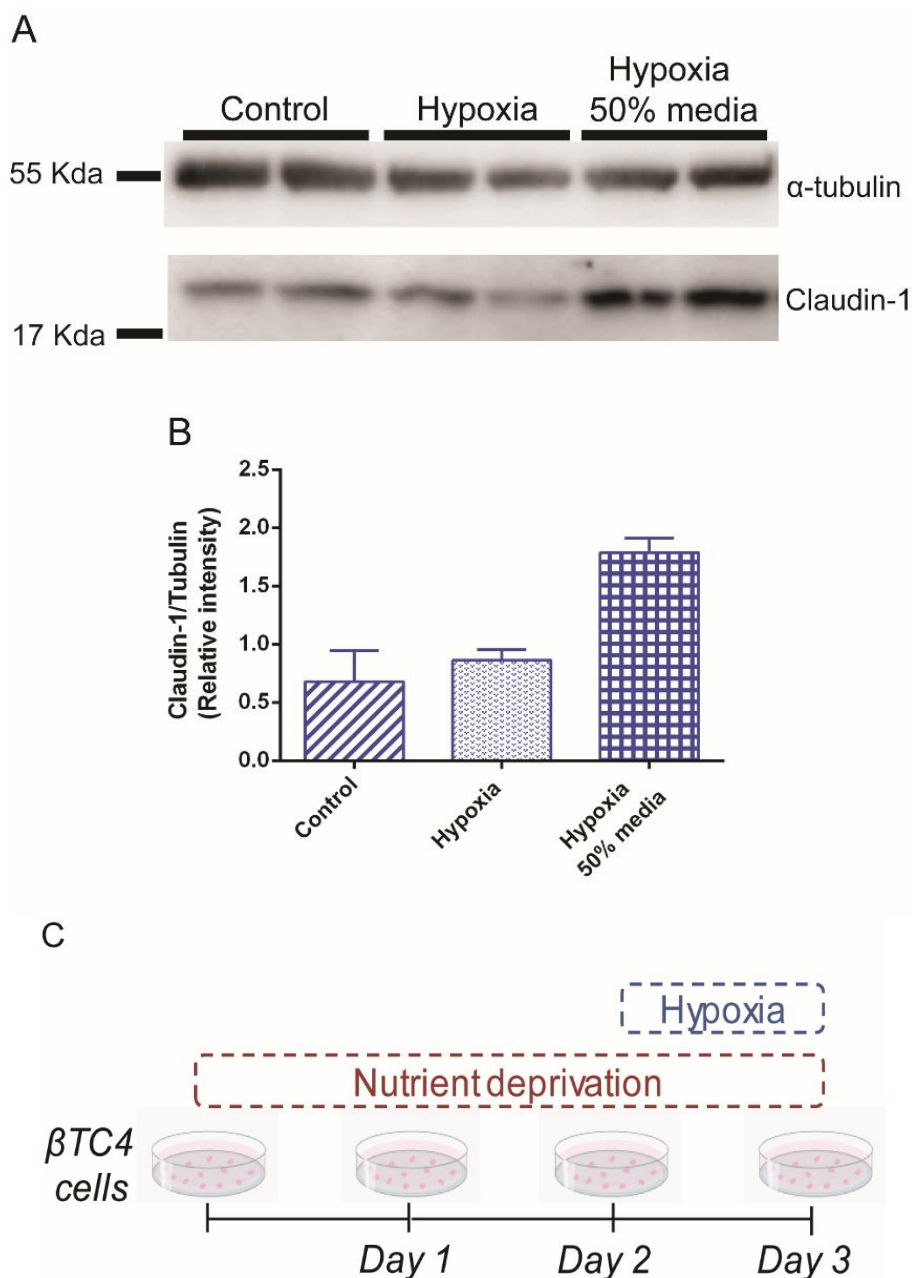 A
Control
Hypoxia
Hypoxia
50% media
55 Kda
α-tubulin
Claudin-1
17 Kda
B
Claudin-1/Tubulin
(Relative intensity)
2.5
2.0
1.5
1.0
0.5
0.0
Control
Hypoxia
Hypoxia
50% media
C
Hypoxia
Nutrient deprivation
βTC4
cells
Day 1
Day 2
Day 3